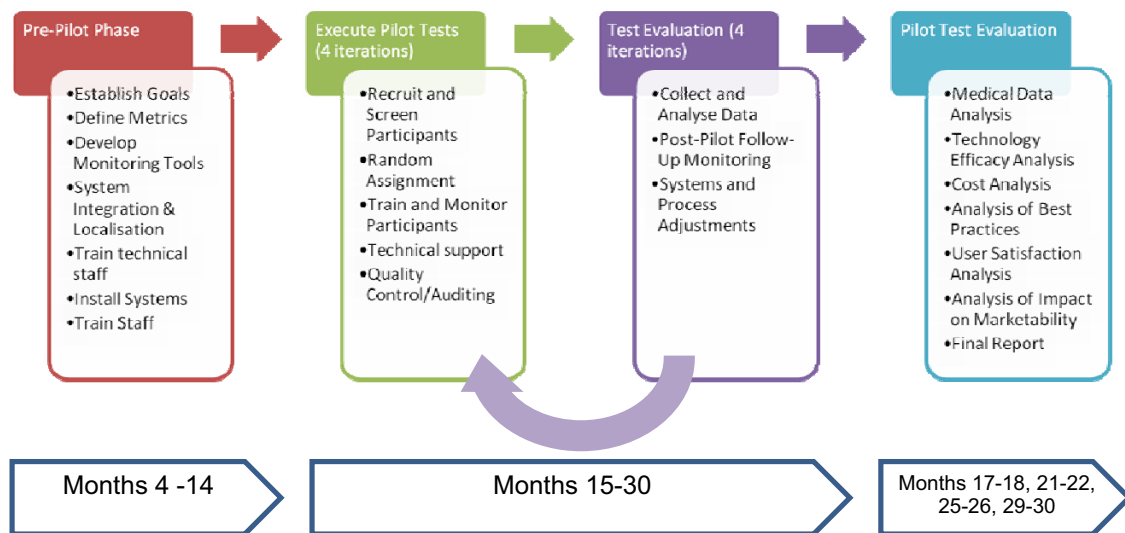 Pre-Pilot Phase
•Establish Goals
•Define Metrics
•Develop
Monitoring Tools
•System
Integration &
Localisation
•Train technical
staff
•Install Systems
•Train Staff
Execute Pilot Tests
(4 iterations)
•Recruit and
Screen
Participants
•Random
Assignment
•Train and Monitor
Participants
•Technical support
•Quality
Control/Auditing
Test Evaluation (4
iterations)
•Collect and
Analyse Data
•Post-Pilot Follow-
Up Monitoring
•Systems and
Process
Adjustments
Pilot Test Evaluation
•Medical Data
Analysis
•Technology
Efficacy Analysis
•Cost Analysis
•Analysis of Best
Practices
•User Satisfaction
Analysis
•Analysis of Impact
on Marketability
•Final Report
Months 4 -14
Months 15-30
Months 17-18, 21-22,
25-26, 29-30